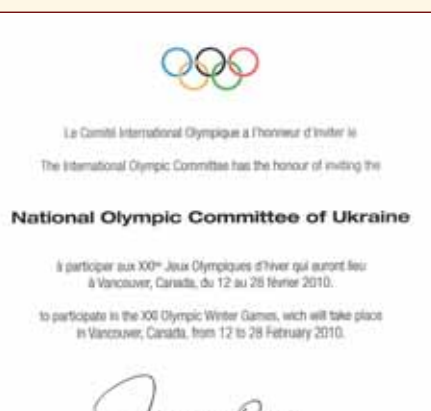 Le Comité International Olympique a l'honneur d'inviter le
The International Olympic Committee has the honour of inviting the
National Olympic Committee of Ukraine
à participer aux XXIes Jeux Olympiques d'hiver qui auront lieu
à Vancouver, Canada, du 12 au 28 février 2010.
to participate in the XXI Olympic Winter Games, wich will take place
in Vancouver, Canada, from 12 to 28 February 2010.